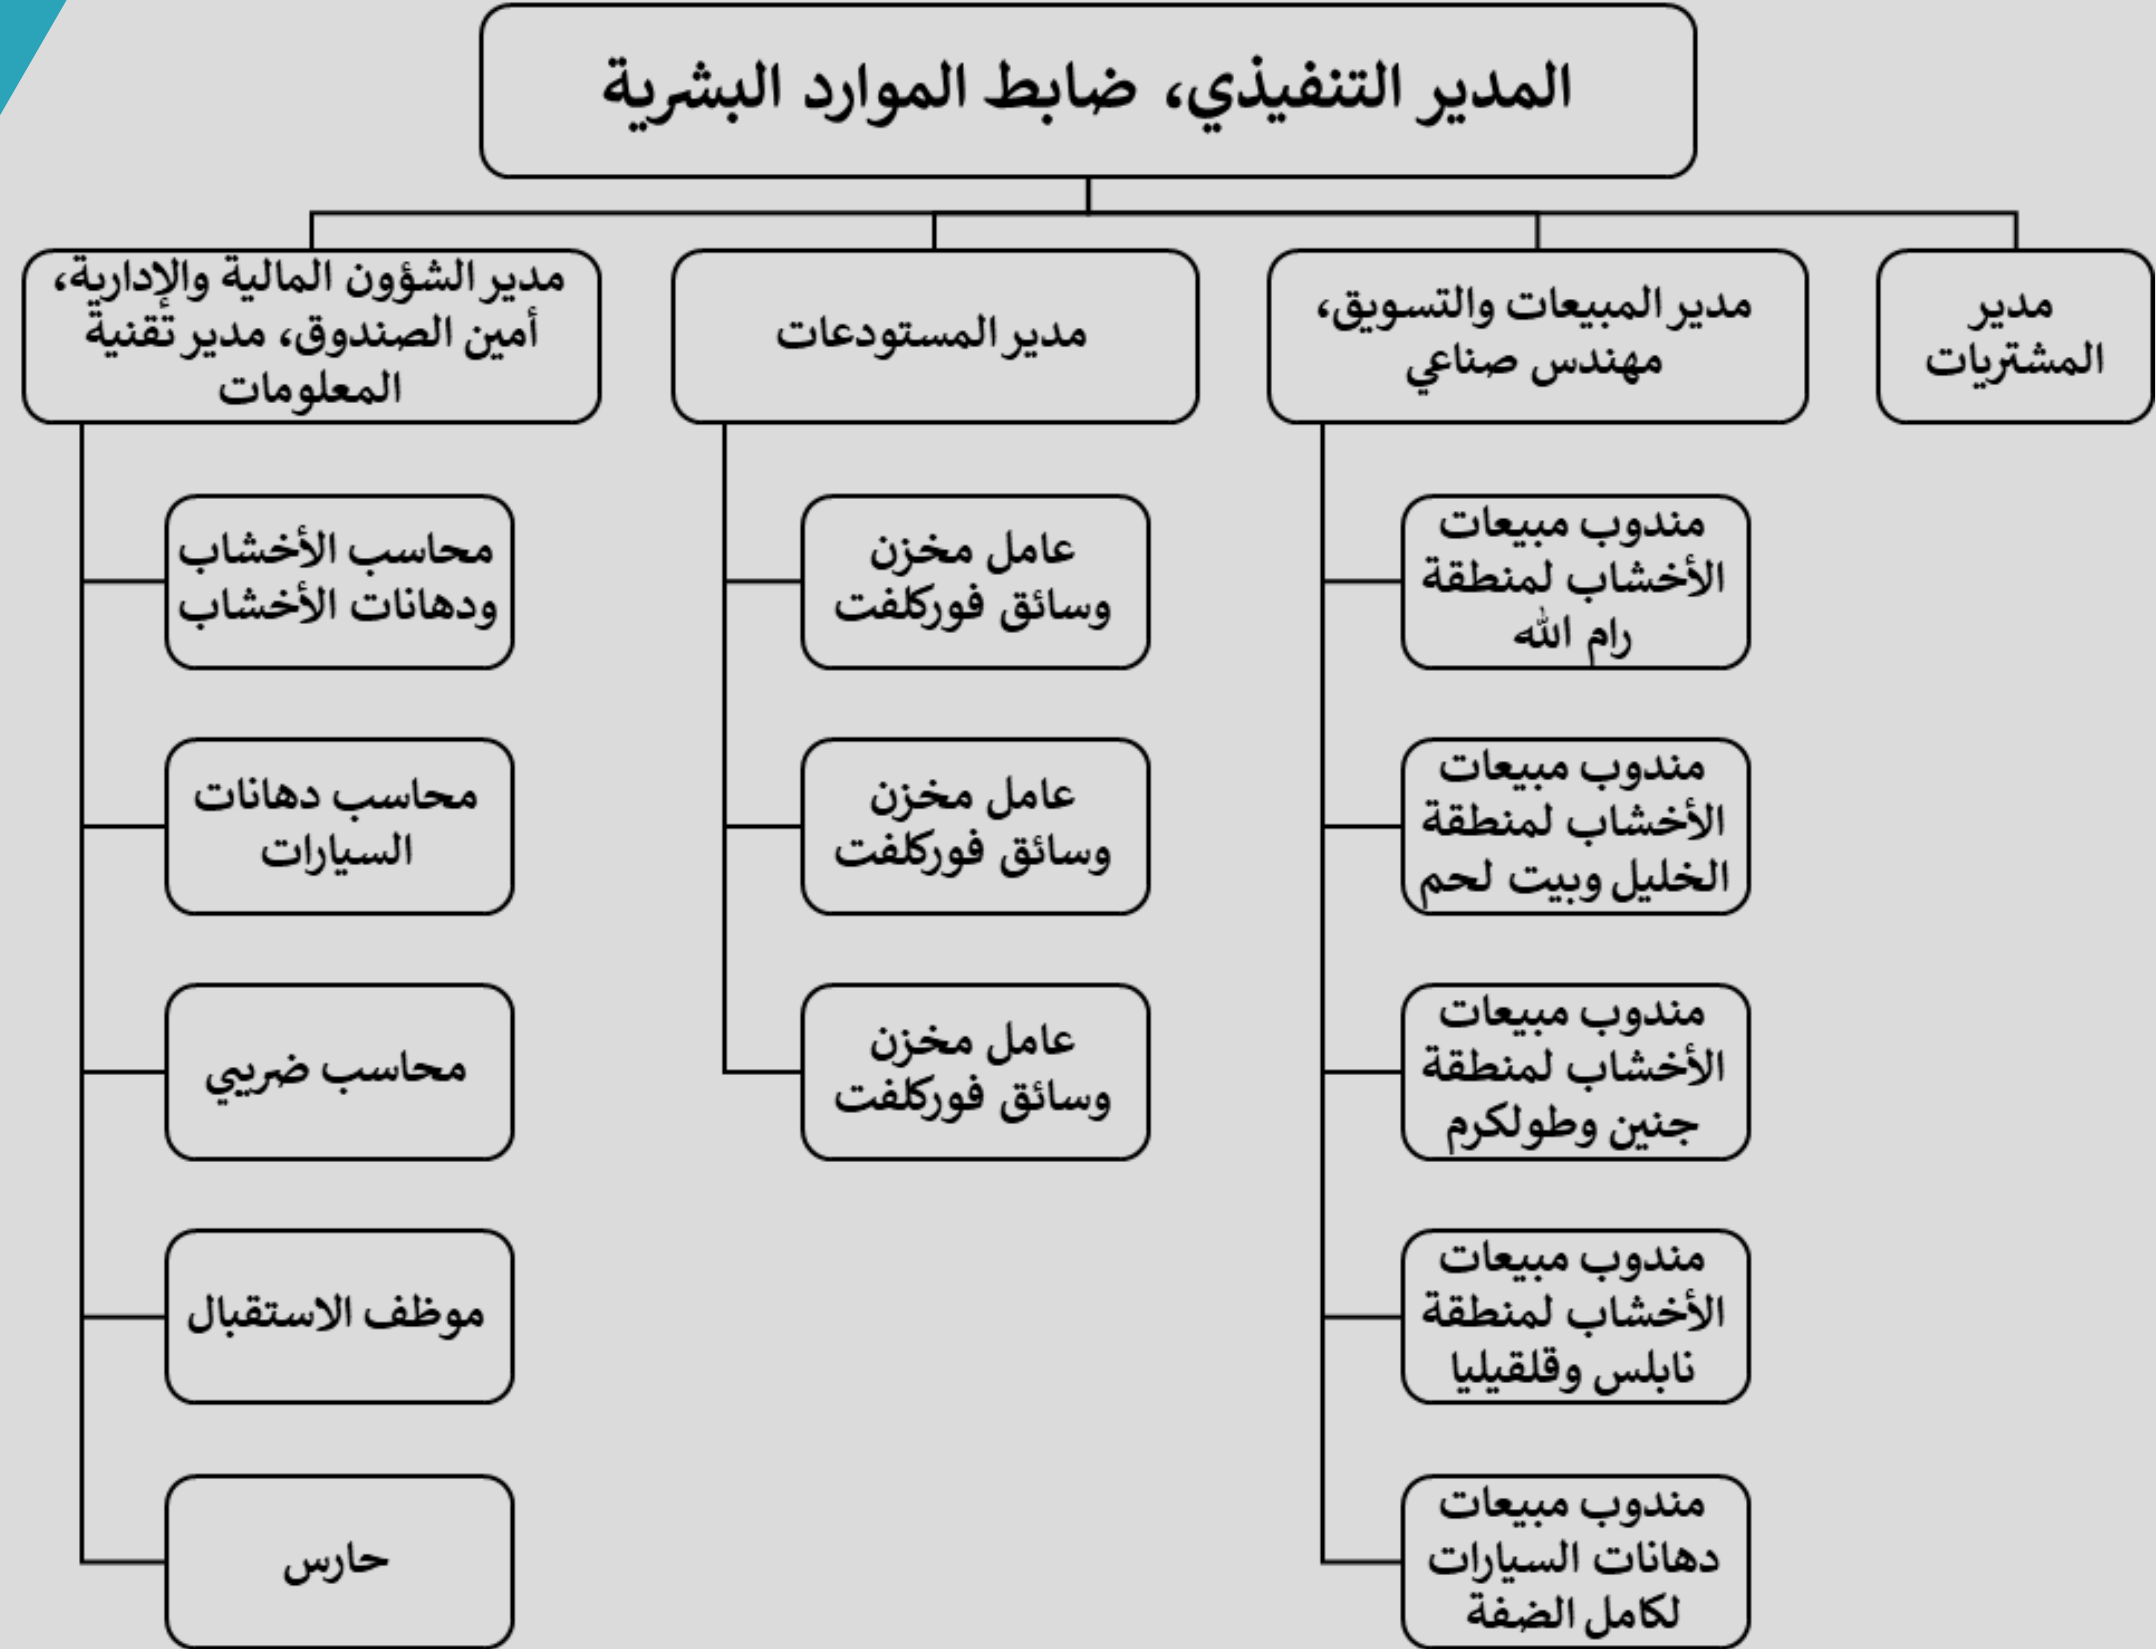 المدير التنفيذي، ضابط الموارد البشرية
مدير
المشتريات
مدير المبيعات والتسويق،
مهندس صناعي
مندوب مبيعات
الأخشاب لمنطقة
رام الله
مندوب مبيعات
الأخشاب لمنطقة
الخليل وبيت لحم
مندوب مبيعات
الأخشاب لمنطقة
جنين وطولكرم
مندوب مبيعات
الأخشاب لمنطقة
نابلس وقلقيليا
مندوب مبيعات
دهانات السيارات
لكامل الضفة
مدير المستودعات
عامل مخزن
وسائق فوركلفت
عامل مخزن
وسائق فوركلفت
عامل مخزن
وسائق فوركلفت
مدير الشؤون المالية والإدارية،
أمين الصندوق، مدير تقنية
المعلومات
محاسب الأخشاب
ودهانات الأخشاب
محاسب دهانات
السيارات
محاسب ضريبي
موظف الاستقبال
حارس